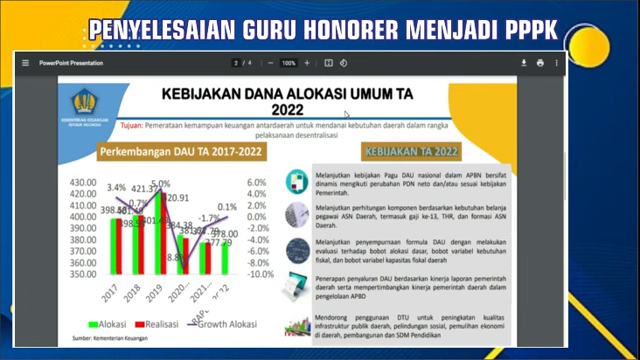 PENYELESAIAN GURU HONORER MENJADI PPPK
PowerPoint Presentation
2 / 4
100%
KEMENTERIAN KEUANGAN
REPUBLIK INDONESIA
KEBIJAKAN DANA ALOKASI UMUM TA
2022
Tujuan: Pemerataan kemampuan keuangan antardaerah untuk mendanai kebutuhan daerah dalam rangka
pelaksanaan desentralisasi
Perkembangan DAU TA 2017-2022
430.00
420.00
410.00
400.00
390.00
380.00
370.00
360.00
350.00
6.0%
4.0%
2.0%
0.0%
-2.0%
-4.0%
-6.0%
-8.0%
-10.0%
3.4%
0.7%
421.37
5.0%
420.91
-1.7%
0.1%
377.79
378.00
2017
2018
2019
2020...
2021...
Alokasi
Realisasi
Growth Alokasi
Sumber: Kementerian Keuangan
KEBIJAKAN TA 2022
Melanjutkan kebijakan Pagu DAU nasional dalam APBN bersifat
dinamis mengikuti perubahan PDN neto dan/atau sesuai kebijakan
Pemerintah.
Melanjutkan perhitungan komponen berdasarkan kebutuhan belanja
pegawai ASN Daerah, termasuk gaji ke-13, THR, dan formasi ASN
Daerah.
Melanjutkan penyempurnaan formula DAU dengan melakukan
evaluasi terhadap bobot alokasi dasar, bobot variabel kebutuhan
fiskal, dan bobot variabel kapasitas fiskal daerah
Penerapan penyaluran DAU berdasarkan kinerja laporan pemerintah
daerah serta mempertimbangkan kinerja pemerintah daerah dalam
pengelolaan APBD
Mendorong penggunaan DTU untuk peningkatan kualitas
infrastruktur publik daerah, pelindungan sosial, pemulihan ekonomi
di daerah, pembangunan dan SDM Pendidikan